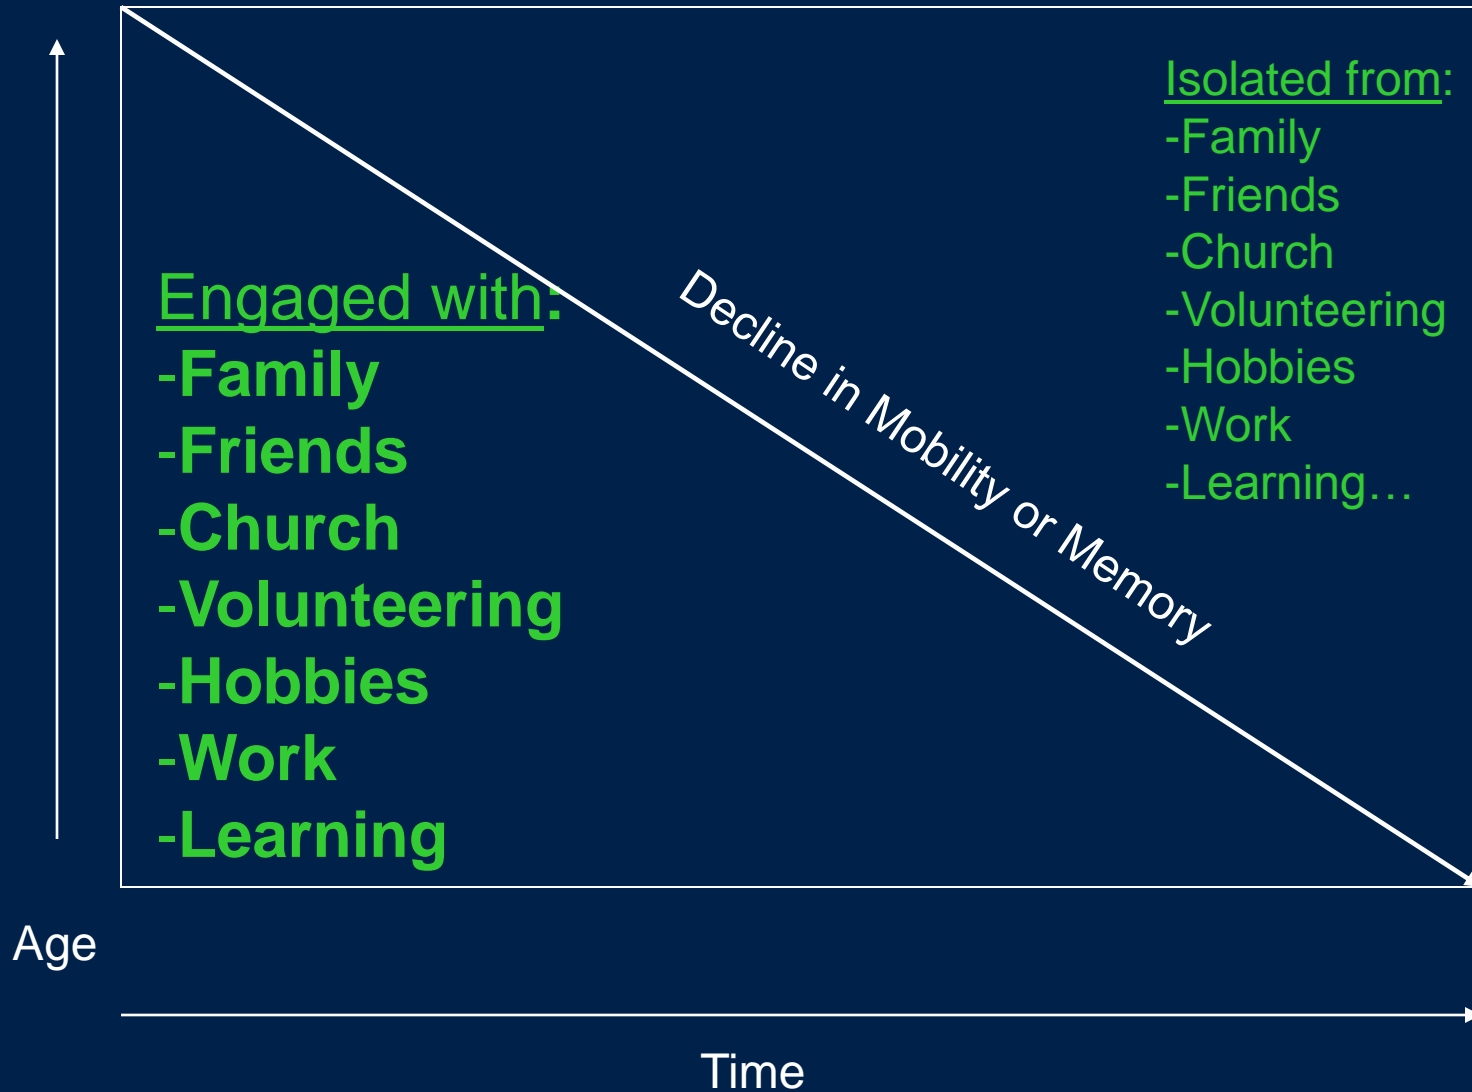 Isolated from:
-Family
-Friends
-Church
-Volunteering
-Hobbies
-Work
-Learning…
Engaged with:
-Family
-Friends
-Church
-Volunteering
-Hobbies
-Work
-Learning
Decline in Mobility or Memory
Age
Time